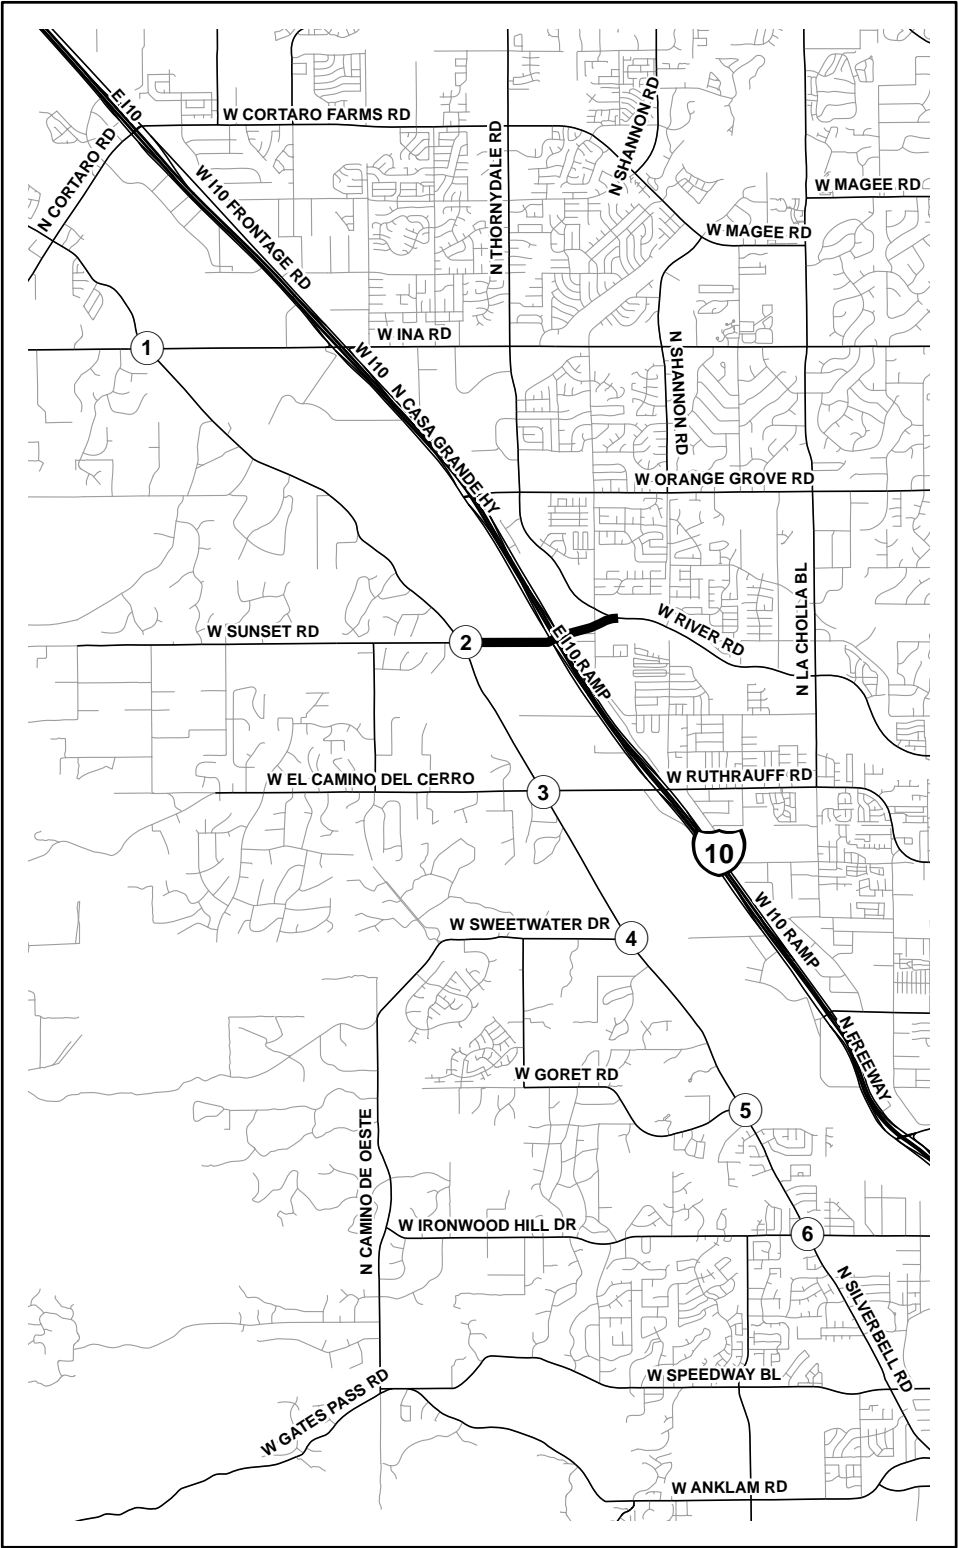 E I10
W CORTARO FARMS RD
N CORTARO RD
N THORNYDALE RD
N SHANNON RD
W MAGEE RD
W I10 FRONTAGE RD
W MAGEE RD
W INA RD
1
W I10
N CASA GRANDE HY
N SHANNON RD
W ORANGE GROVE RD
N LA CHOLLA BL
W SUNSET RD
2
W RIVER RD
E I10 RAMP
W EL CAMINO DEL CERRO
3
W RUTHRAUFF RD
10
W SWEETWATER DR
4
W I10 RAMP
N FREEWAY
W GORET RD
5
N CAMINO DE OESTE
W IRONWOOD HILL DR
6
N SILVERBELL RD
W SPEEDWAY BL
W GATES PASS RD
W ANKLAM RD